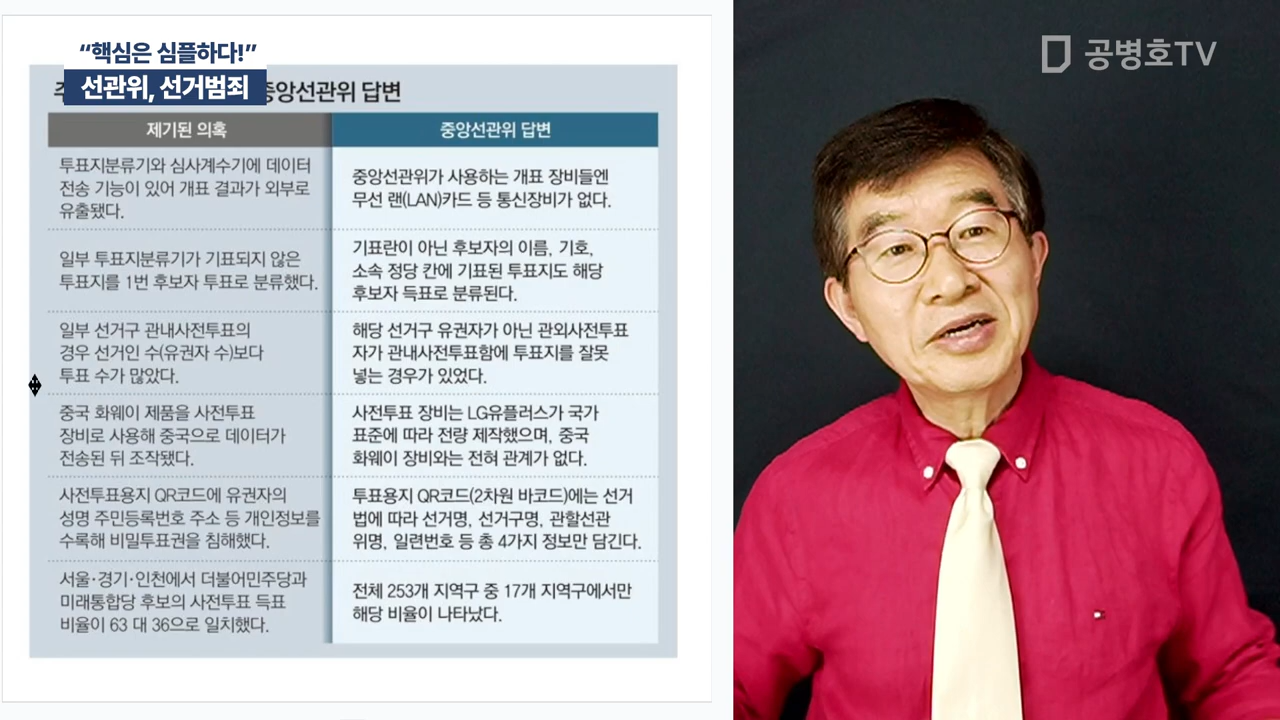 “핵심은 심플하다!”
선관위, 선거범죄
중앙선관위 답변
공병호TV
제기된 의혹
중앙선관위 답변
투표지분류기와 심사계수기에 데이터
전송 기능이 있어 개표 결과가 외부로
유출됐다.
중앙선관위가 사용하는 개표 장비들엔
무선 랜(LAN)카드 등 통신장비가 없다.
일부 투표지분류기가 기표되지 않은
투표지를 1번 후보자 투표로 분류했다.
기표란이 아닌 후보자의 이름, 기호,
소속 정당 칸에 기표된 투표지도 해당
후보자 득표로 분류된다.
일부 선거구 관내사전투표의
경우 선거인 수(유권자 수)보다
투표 수가 많았다.
해당 선거구 유권자가 아닌 관외사전투표
자가 관내사전투표함에 투표지를 잘못
넣는 경우가 있었다.
중국 화웨이 제품을 사전투표
장비로 사용해 중국으로 데이터가
전송된 뒤 조작됐다.
사전투표 장비는 LG유플러스가 국가
표준에 따라 전량 제작했으며, 중국
화웨이 장비와는 전혀 관계가 없다.
사전투표용지 QR코드에 유권자의
성명 주민등록번호 주소 등 개인정보를
수록해 비밀투표권을 침해했다.
투표용지 QR코드(2차원 바코드)에는 선거
법에 따라 선거명, 선거구명, 관할선관
위명, 일련번호 등 총 4가지 정보만 담긴다.
서울·경기·인천에서 더불어민주당과
미래통합당 후보의 사전투표 득표
비율이 63 대 36으로 일치했다.
전체 253개 지역구 중 17개 지역구에서만
해당 비율이 나타났다.